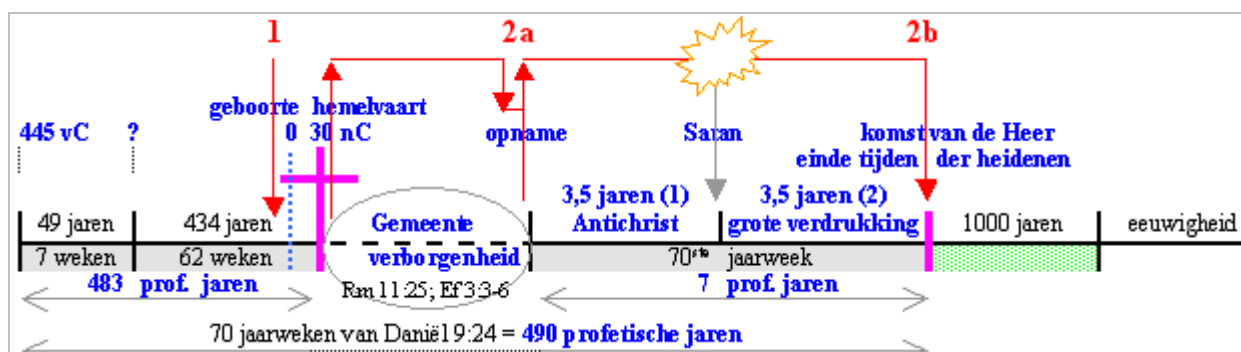 1 2a 2b
geboorte hemelvaart
445 vC ? 0 30 nC opname Satan komst van de Heer
einde tijden der heidenen
3,5 jaren (1) 3,5 jaren (2)
49 jaren 434 jaren Gemeente Antichrist grote verdrukking 1000 jaren eeuwigheid
7 weken 62 weken verborgenheid 70ste jaarweek
483 prof. jaren Rm 11:25; Ef 3:3-6 7 prof. jaren
70 jaarweken van Daniël 9:24 = 490 profetische jaren